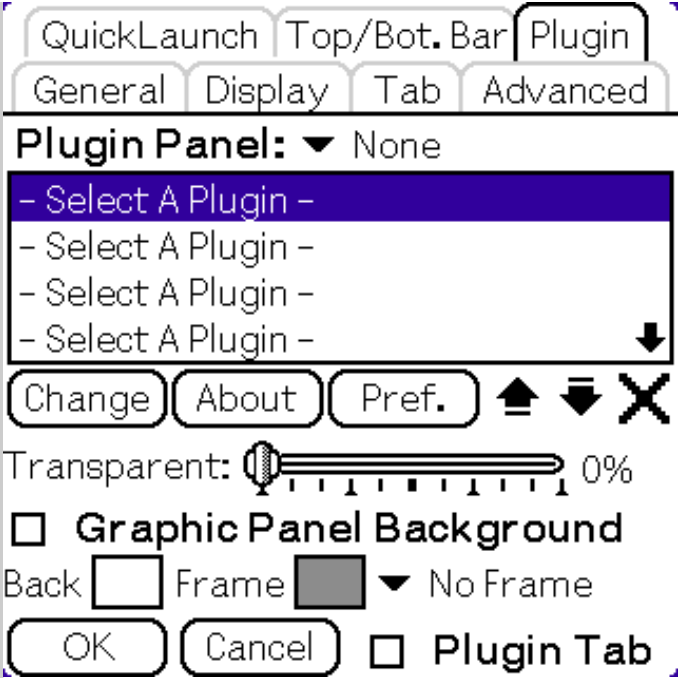 QuickLaunch Top/Bot. Bar Plugin
General Display Tab Advanced
Plugin Panel: None
- Select A Plugin -
- Select A Plugin -
- Select A Plugin -
- Select A Plugin -
Change About Pref.
Transparent: 0%
Graphic Panel Background
Back Frame No Frame
OK Cancel Plugin Tab